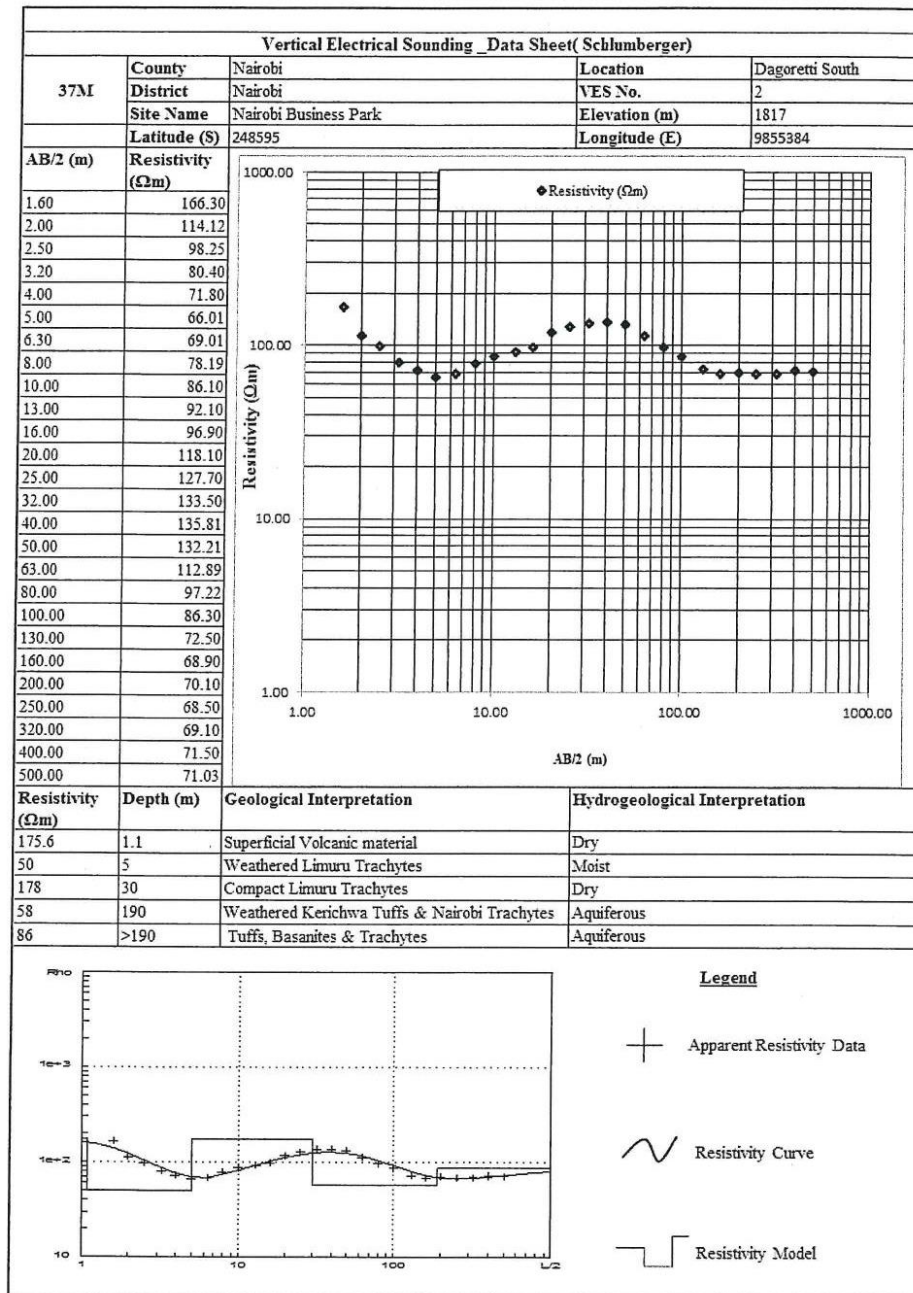 Vertical Electrical Sounding _Data Sheet( Schlumberger)
37M
County Nairobi Location Dagoretti South
District Nairobi VES No. 2
Site Name Nairobi Business Park Elevation (m) 1817
Latitude (S) 248595 Longitude (E) 9855384
AB/2 (m) Resistivity (Ωm)
1.60 166.30
2.00 114.12
2.50 98.25
3.20 80.40
4.00 71.80
5.00 66.01
6.30 69.01
8.00 78.19
10.00 86.10
13.00 92.10
16.00 96.90
20.00 118.10
25.00 127.70
32.00 133.50
40.00 135.81
50.00 132.21
63.00 112.89
80.00 97.22
100.00 86.30
130.00 72.50
160.00 68.90
200.00 70.10
250.00 68.50
320.00 69.10
400.00 71.50
500.00 71.03
Resistivity (Ωm)
Resistivity (Ωm)
1000.00
100.00
10.00
1.00
1.00 10.00 100.00 1000.00
AB/2 (m)
Resistivity (Ωm) Depth (m) Geological Interpretation Hydrogeological Interpretation
175.6 1.1 Superficial Volcanic material Dry
50 5 Weathered Limuru Trachytes Moist
178 30 Compact Limuru Trachytes Dry
58 190 Weathered Kerichwa Tuffs & Nairobi Trachytes Aquiferous
86 >190 Tuffs, Basanites & Trachytes Aquiferous
Rho
1e+3
1e+2
10
1 10 100 L/2
Legend
Apparent Resistivity Data
Resistivity Curve
Resistivity Model